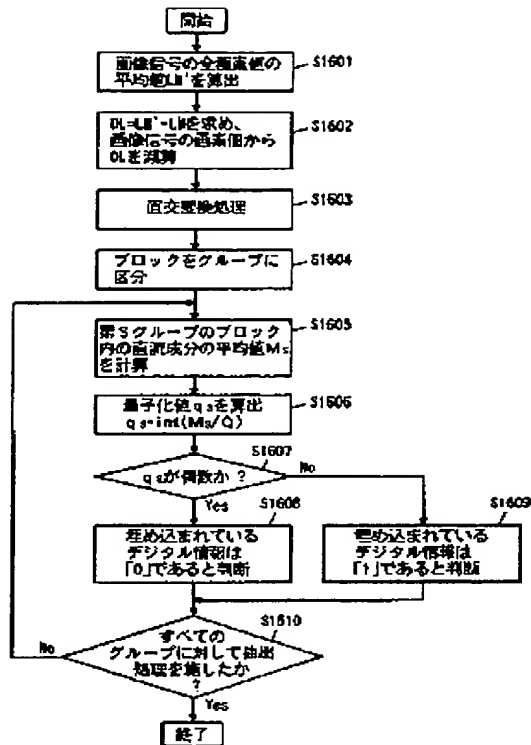 開始
画像信号の全画素値の
平均値LM'を算出
S1601
DL=LM'-LMを求め、
画像信号の画素値から
DLを減算
S1602
直交変換処理
S1603
ブロックをグループに
区分
S1604
第Sグループのブロック
内の直流成分の平均値Ms
を計算
S1605
量子化値qsを算出
qs=int(Ms/Q)
S1606
qsが偶数か?
S1607
No
Yes
S1608
埋め込まれている
デジタル情報は
「0」であると判断
S1609
埋め込まれている
デジタル情報は
「1」であると判断
S1610
すべての
グループに対して抽出
処理を施したか
?
No
Yes
終了